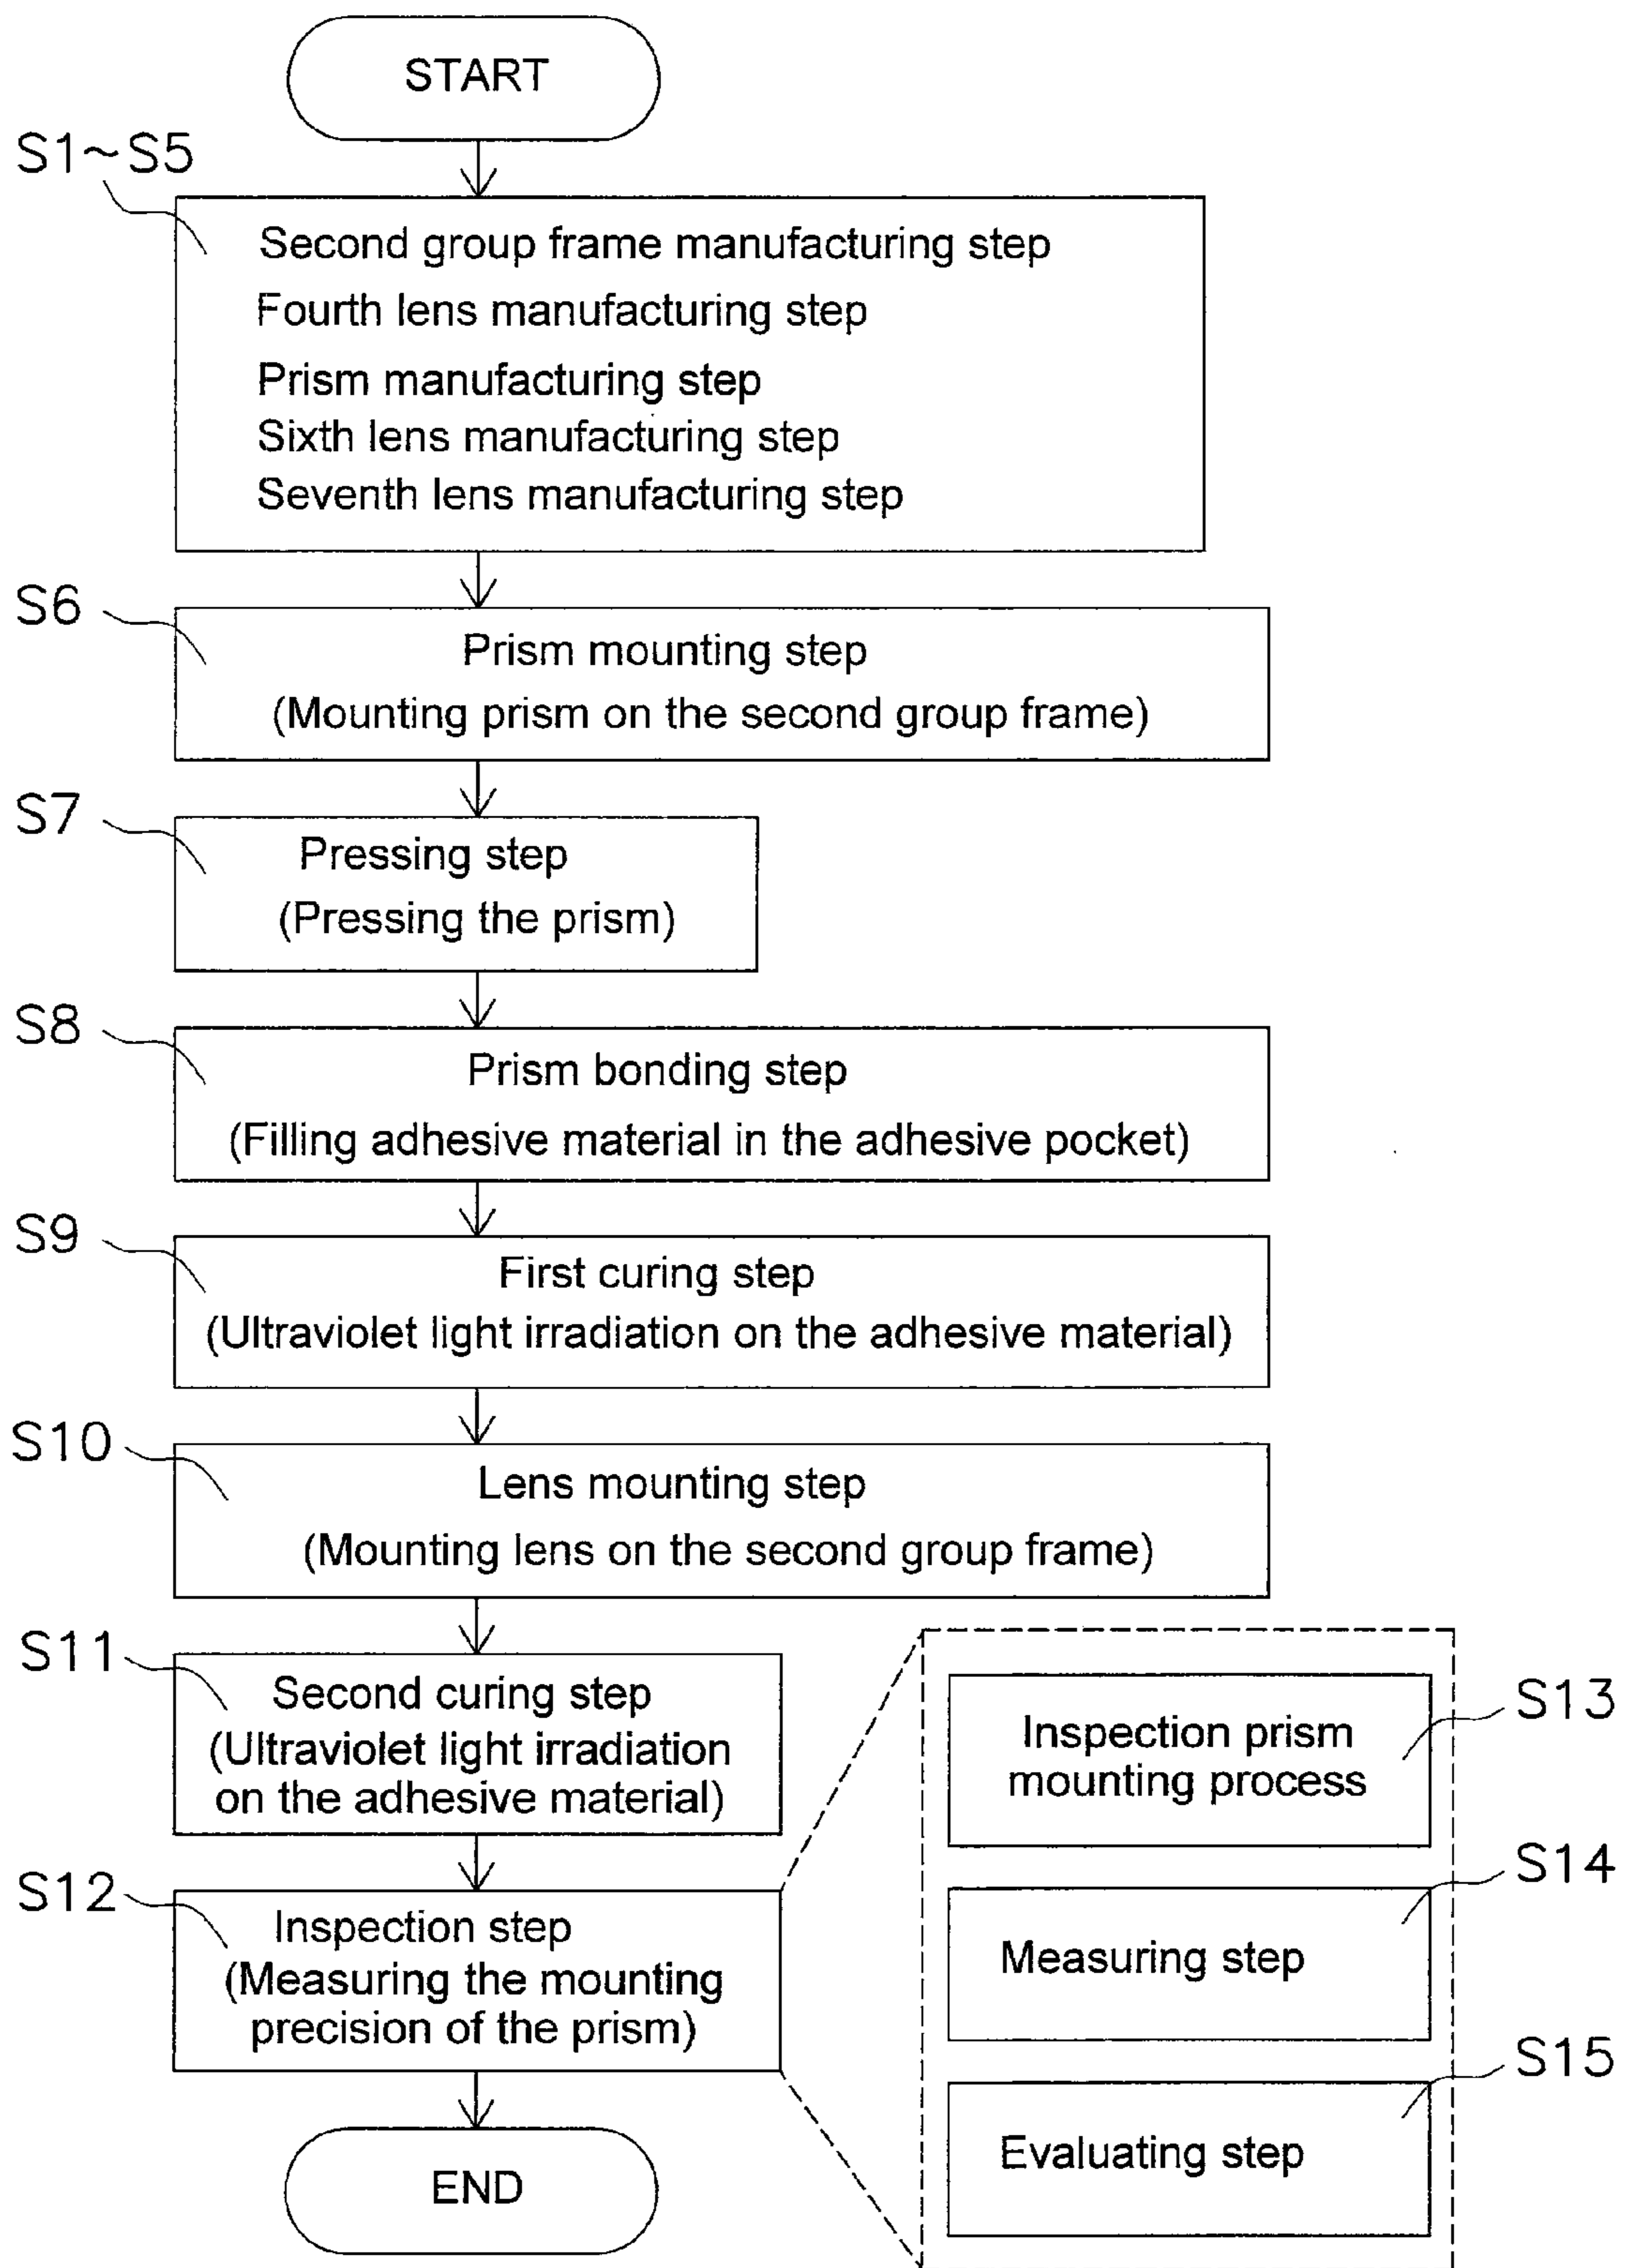 START
S1~S5
Second group frame manufacturing step
Fourth lens manufacturing step
Prism manufacturing step
Sixth lens manufacturing step
Seventh lens manufacturing step
S6
Prism mounting step
(Mounting prism on the second group frame)
S7
Pressing step
(Pressing the prism)
S8
Prism bonding step
(Filling adhesive material in the adhesive pocket)
S9
First curing step
(Ultraviolet light irradiation on the adhesive material)
S10
Lens mounting step
(Mounting lens on the second group frame)
S11
Second curing step
(Ultraviolet light irradiation
on the adhesive material)
S12
Inspection step
(Measuring the mounting
precision of the prism)
END
S13
Inspection prism
mounting process
S14
Measuring step
S15
Evaluating step